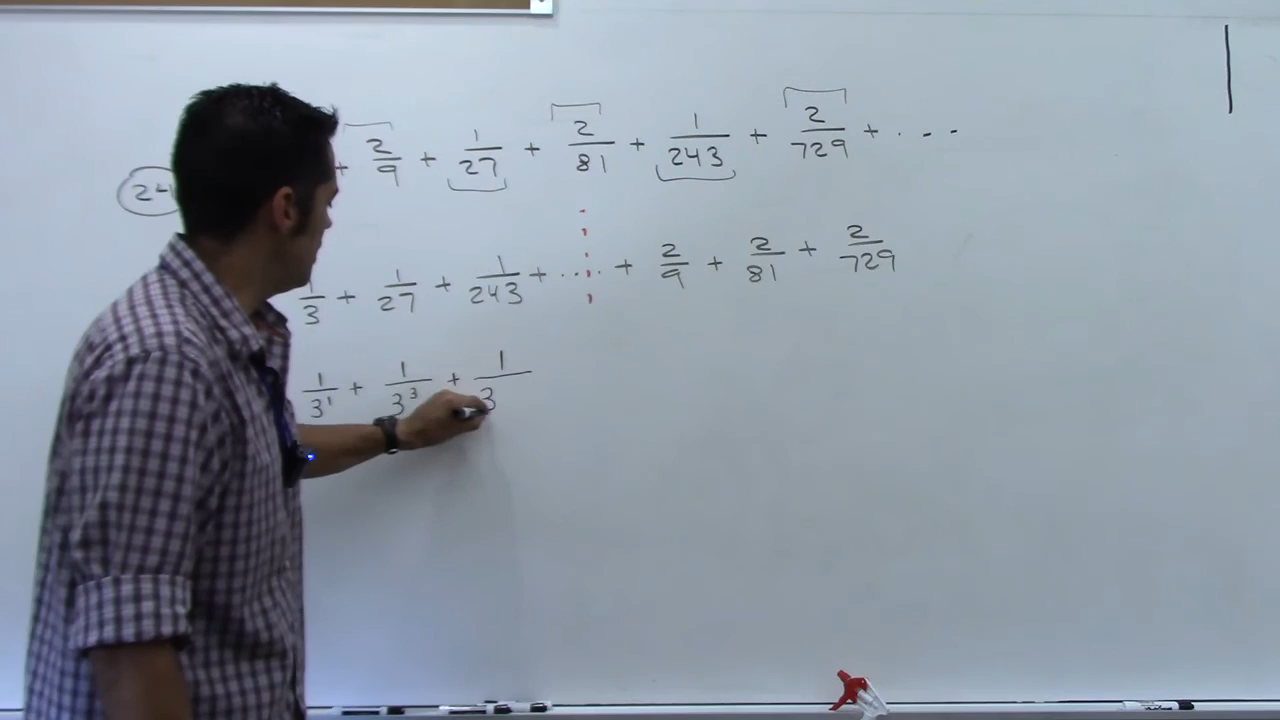 + 2/9 + 1/27 + 2/81 + 1/243 + 2/729 + ...
24
1/3 + 1/27 + 1/243 + ... + 2/9 + 2/81 + 2/729
1/3¹ + 1/3³ + 1/3